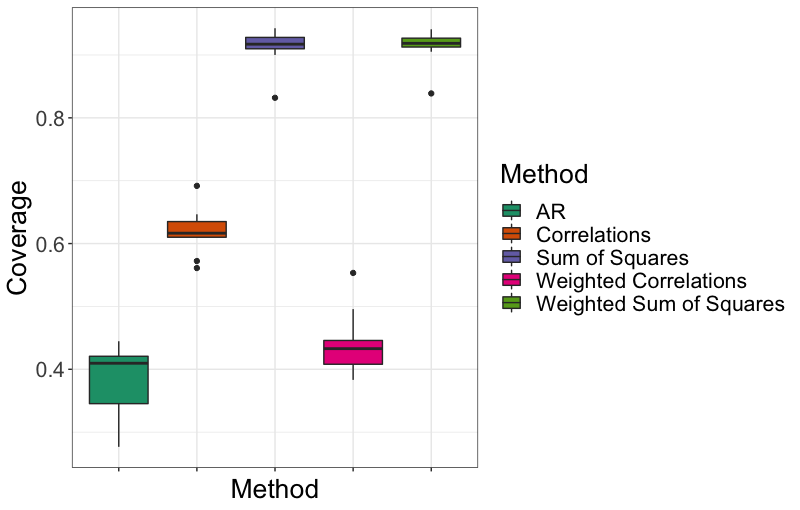 Coverage
0.8
0.6
0.4
Method
Method
AR
Correlations
Sum of Squares
Weighted Correlations
Weighted Sum of Squares